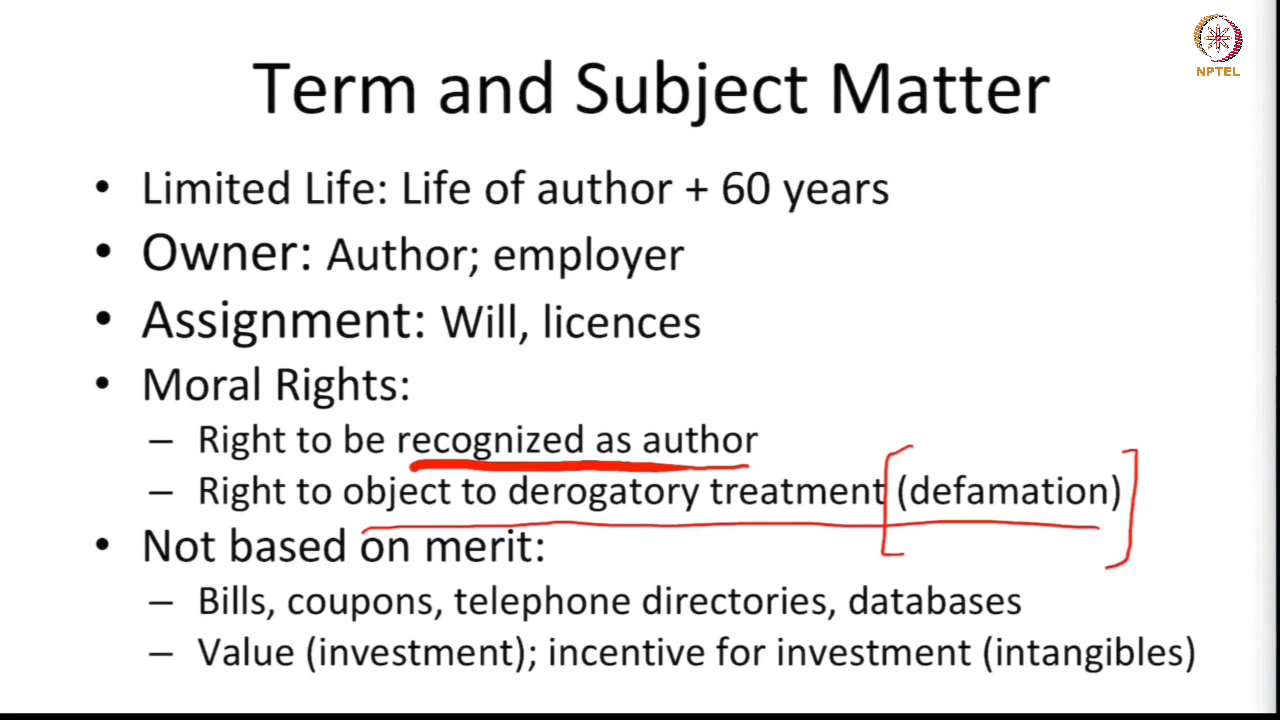 NPTEL
Term and Subject Matter
• Limited Life: Life of author + 60 years
• Owner: Author; employer
• Assignment: Will, licences
• Moral Rights:
– Right to be recognized as author
– Right to object to derogatory treatment (defamation)
• Not based on merit:
– Bills, coupons, telephone directories, databases
– Value (investment); incentive for investment (intangibles)